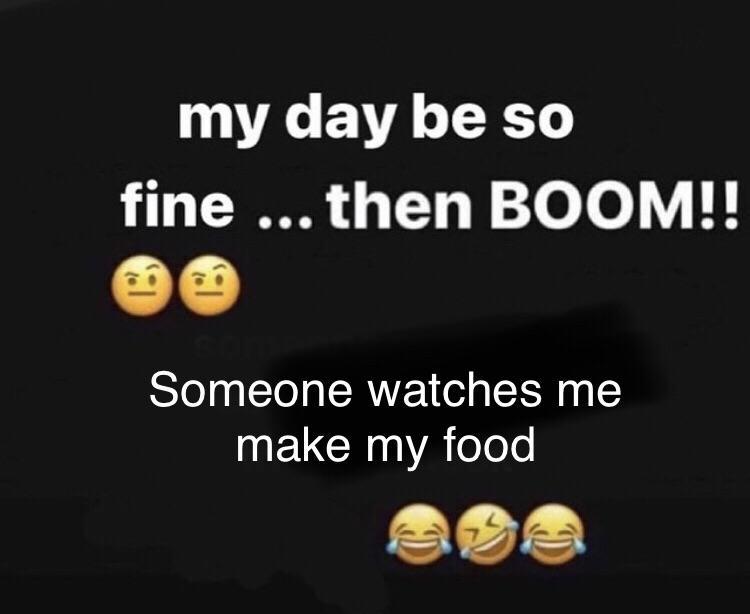 my day be so
fine ... then BOOM!!
🤨🤨
Someone watches me
make my food
😂🤣😂